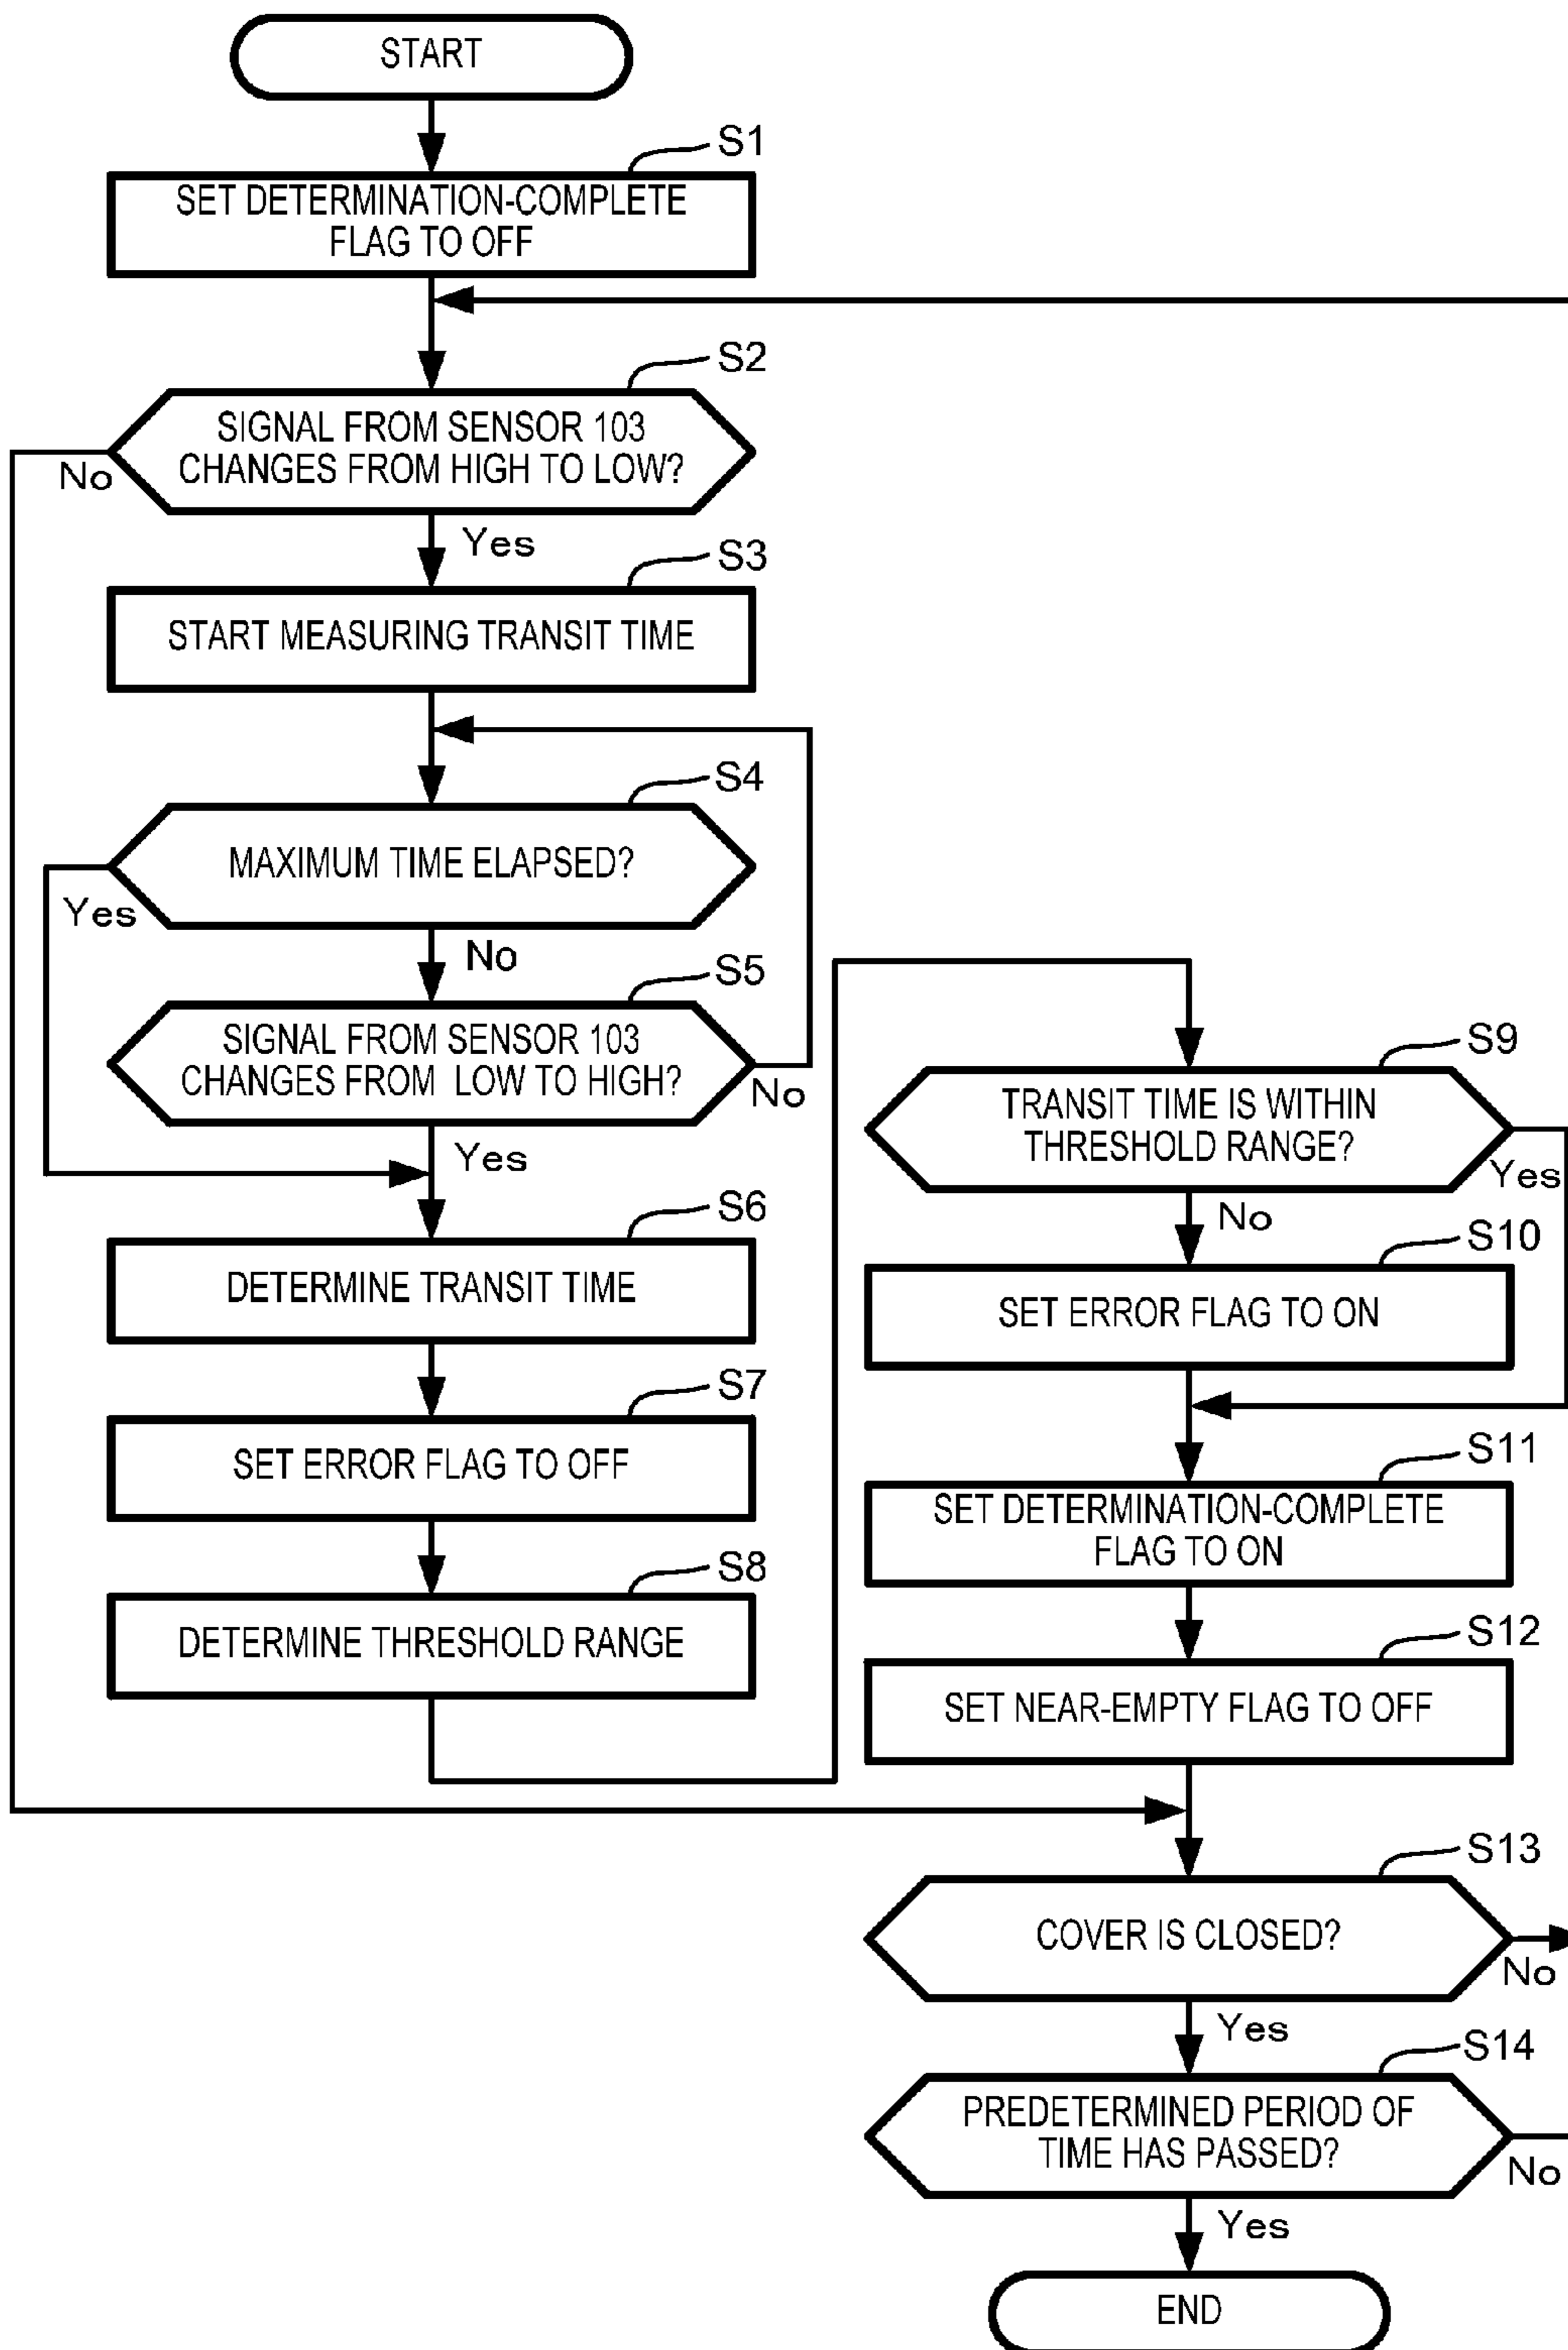 START
S1
SET DETERMINATION-COMPLETE
FLAG TO OFF
S2
SIGNAL FROM SENSOR 103
CHANGES FROM HIGH TO LOW?
No
Yes
S3
START MEASURING TRANSIT TIME
S4
MAXIMUM TIME ELAPSED?
Yes
No
S5
SIGNAL FROM SENSOR 103
CHANGES FROM LOW TO HIGH?
No
Yes
S6
DETERMINE TRANSIT TIME
S7
SET ERROR FLAG TO OFF
S8
DETERMINE THRESHOLD RANGE
S9
TRANSIT TIME IS WITHIN
THRESHOLD RANGE?
Yes
No
S10
SET ERROR FLAG TO ON
S11
SET DETERMINATION-COMPLETE
FLAG TO ON
S12
SET NEAR-EMPTY FLAG TO OFF
S13
COVER IS CLOSED?
No
Yes
S14
PREDETERMINED PERIOD OF
TIME HAS PASSED?
No
Yes
END